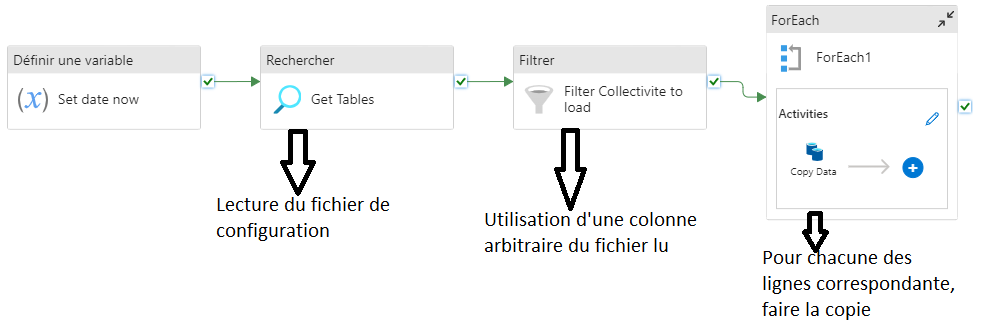 Définir une variable
(x) Set date now
Rechercher
Get Tables
Filtrer
Filter Collectivite to
load
ForEach
ForEach1
Activities
Copy Data
Lecture du fichier de
configuration
Utilisation d'une colonne
arbitraire du fichier lu
Pour chacune des
lignes correspondante,
faire la copie